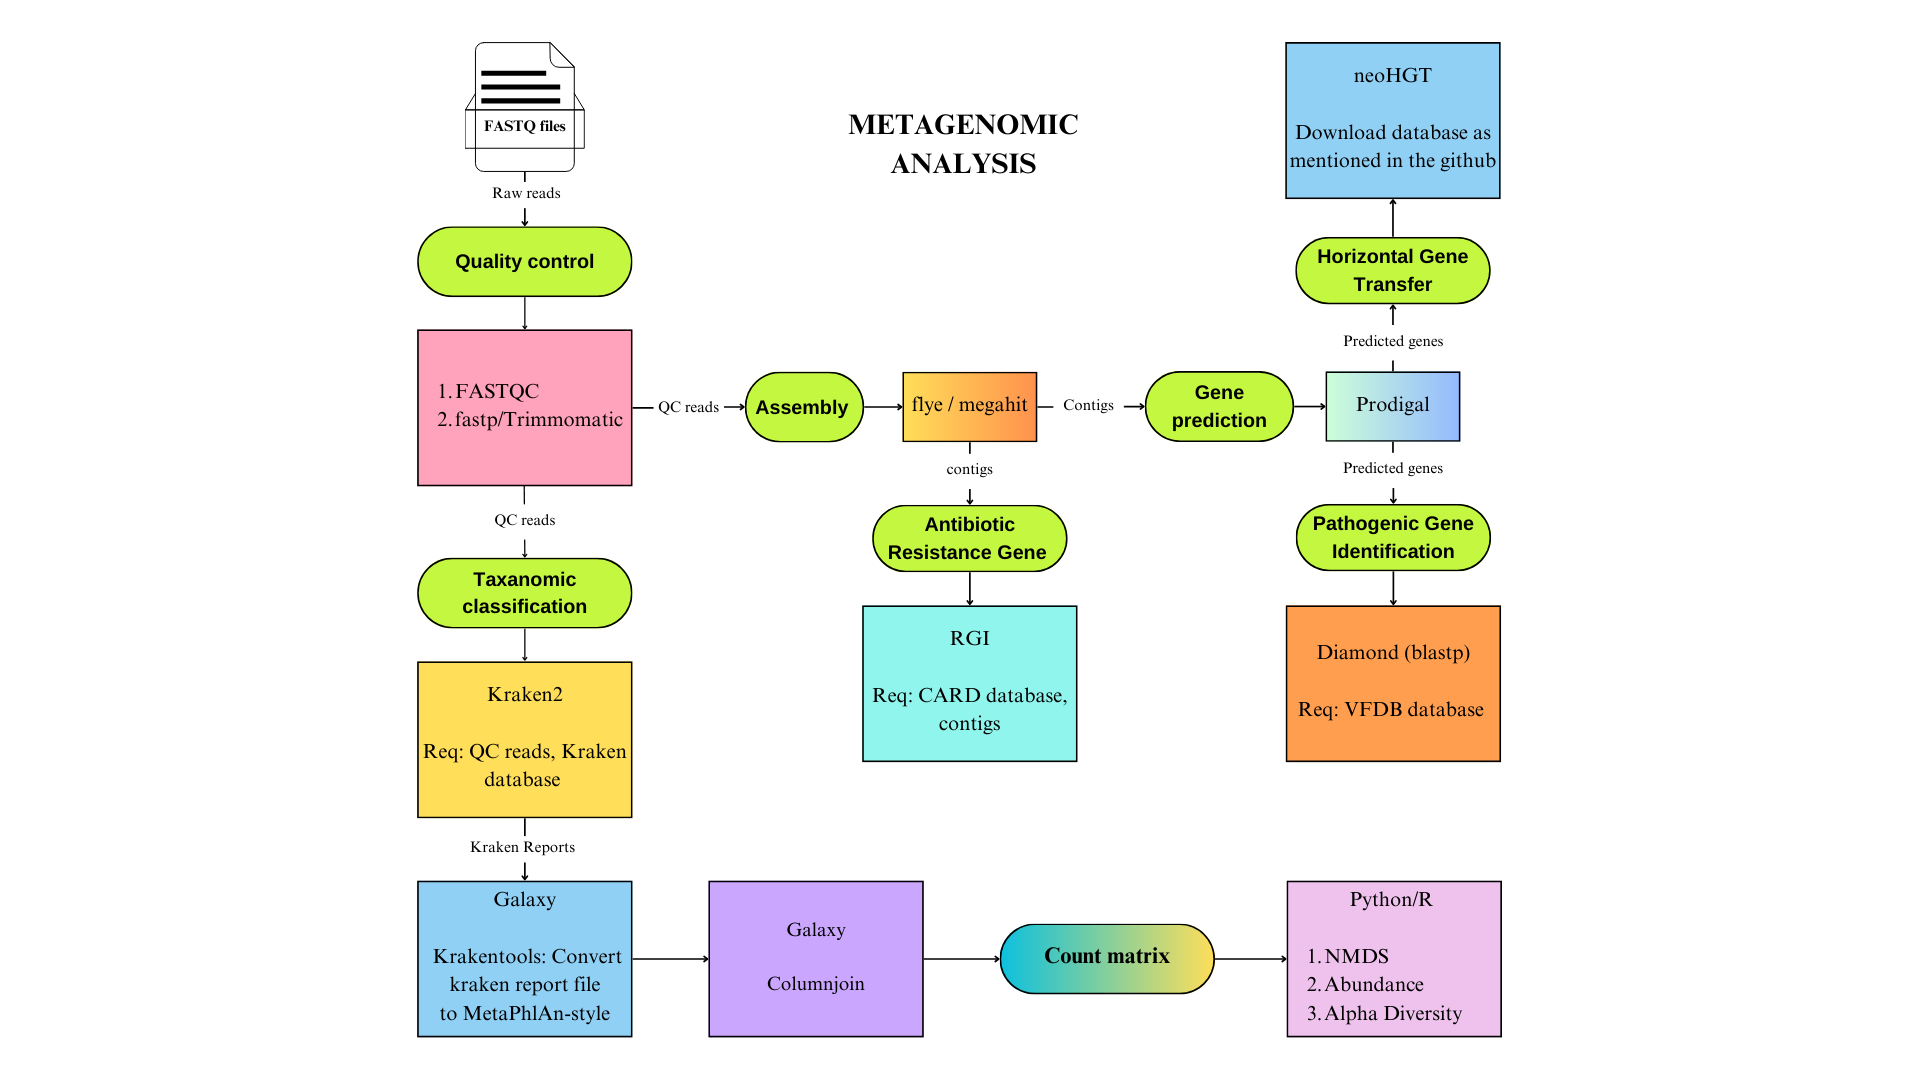 FASTQ files
Raw reads
Quality control
1. FASTQC
2. fastp/Trimmomatic
QC reads
Taxanomic
classification
Kraken2
Req: QC reads, Kraken
database
Kraken Reports
Galaxy
Krakentools: Convert
kraken report file
to MetaPhlAn-style
METAGENOMIC
ANALYSIS
QC reads
Assembly
flye / megahit
Contigs
contigs
Antibiotic
Resistance Gene
RGI
Req: CARD database,
contigs
Gene
prediction
Prodigal
Predicted genes
Horizontal Gene
Transfer
neoHGT
Download database as
mentioned in the github
Predicted genes
Pathogenic Gene
Identification
Diamond (blastp)
Req: VFDB database
Galaxy
Columnjoin
Count matrix
Python/R
1. NMDS
2. Abundance
3. Alpha Diversity